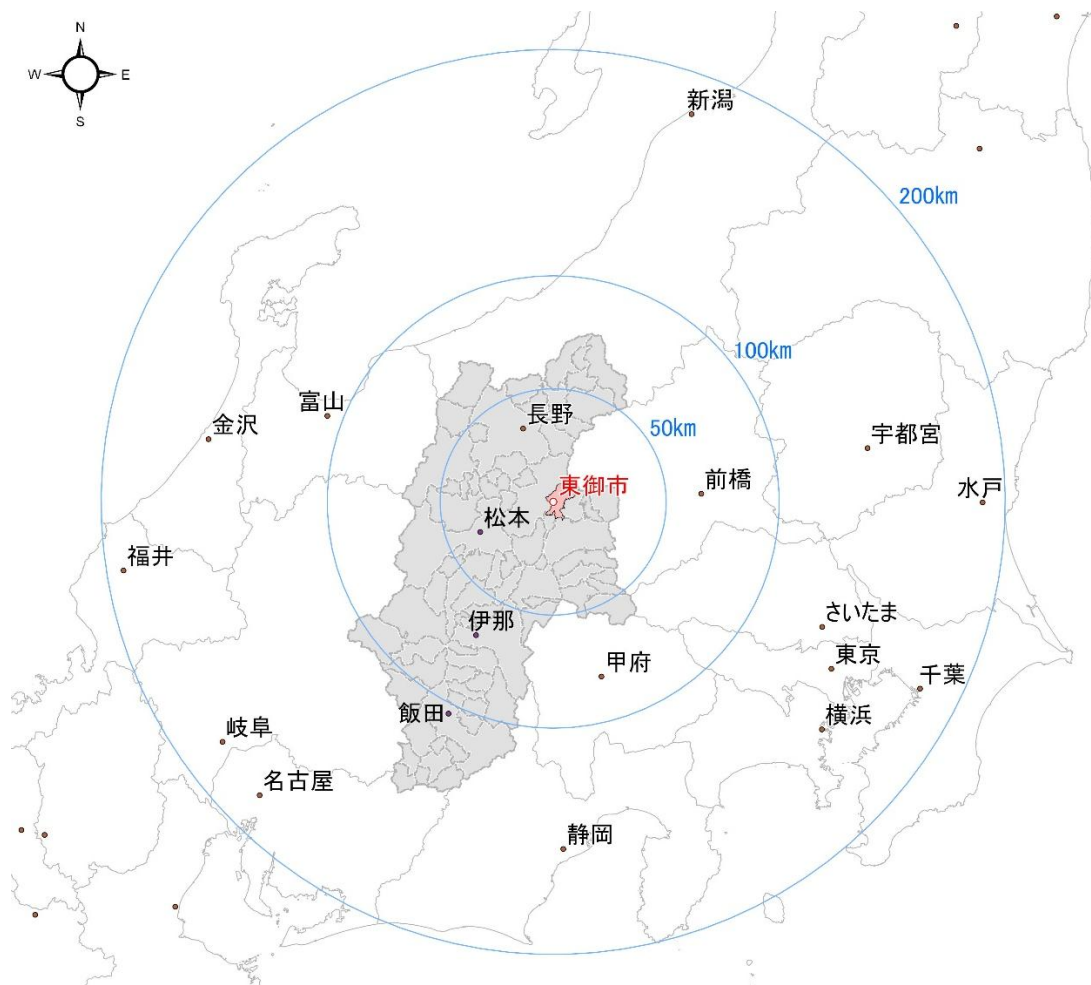 N
W
E
S
新潟
200km
100km
長野
富山
金沢
50km
宇都宮
東御市
前橋
水戸
松本
福井
さいたま
伊那
東京
甲府
千葉
飯田
横浜
岐阜
名古屋
静岡